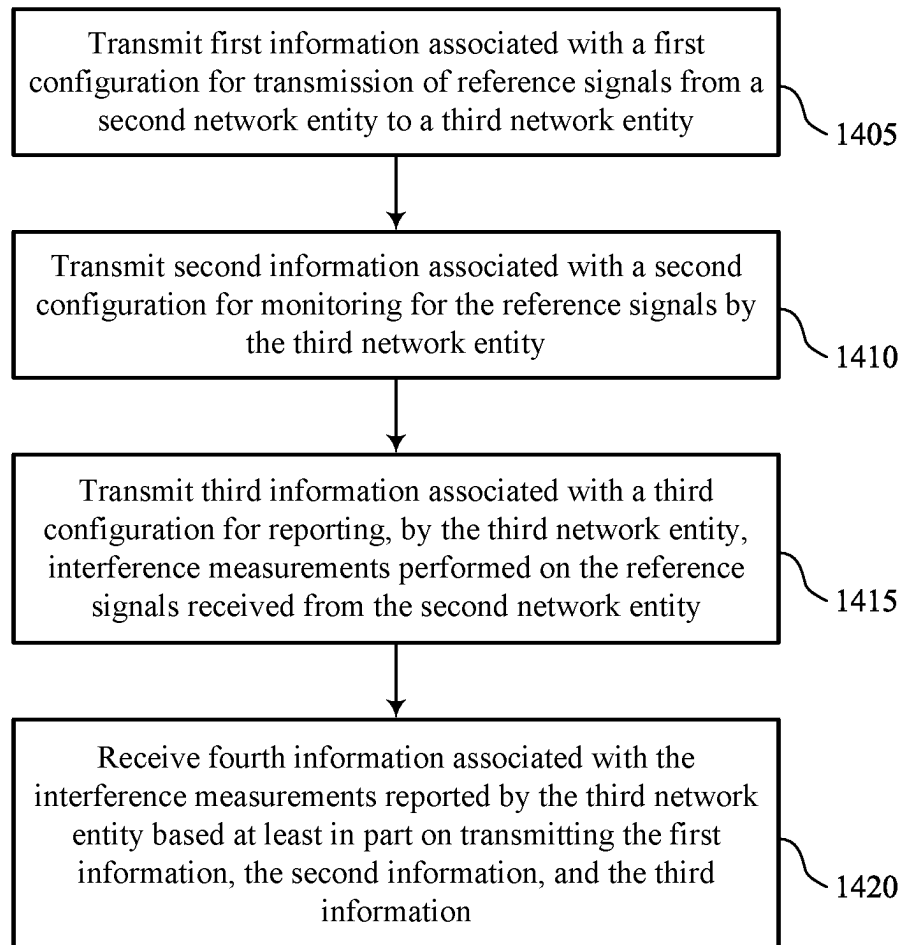 Transmit first information associated with a first
configuration for transmission of reference signals from a
second network entity to a third network entity
1405
Transmit second information associated with a second
configuration for monitoring for the reference signals by
the third network entity
1410
Transmit third information associated with a third
configuration for reporting, by the third network entity,
interference measurements performed on the reference
signals received from the second network entity
1415
Receive fourth information associated with the
interference measurements reported by the third network
entity based at least in part on transmitting the first
information, the second information, and the third
information
1420